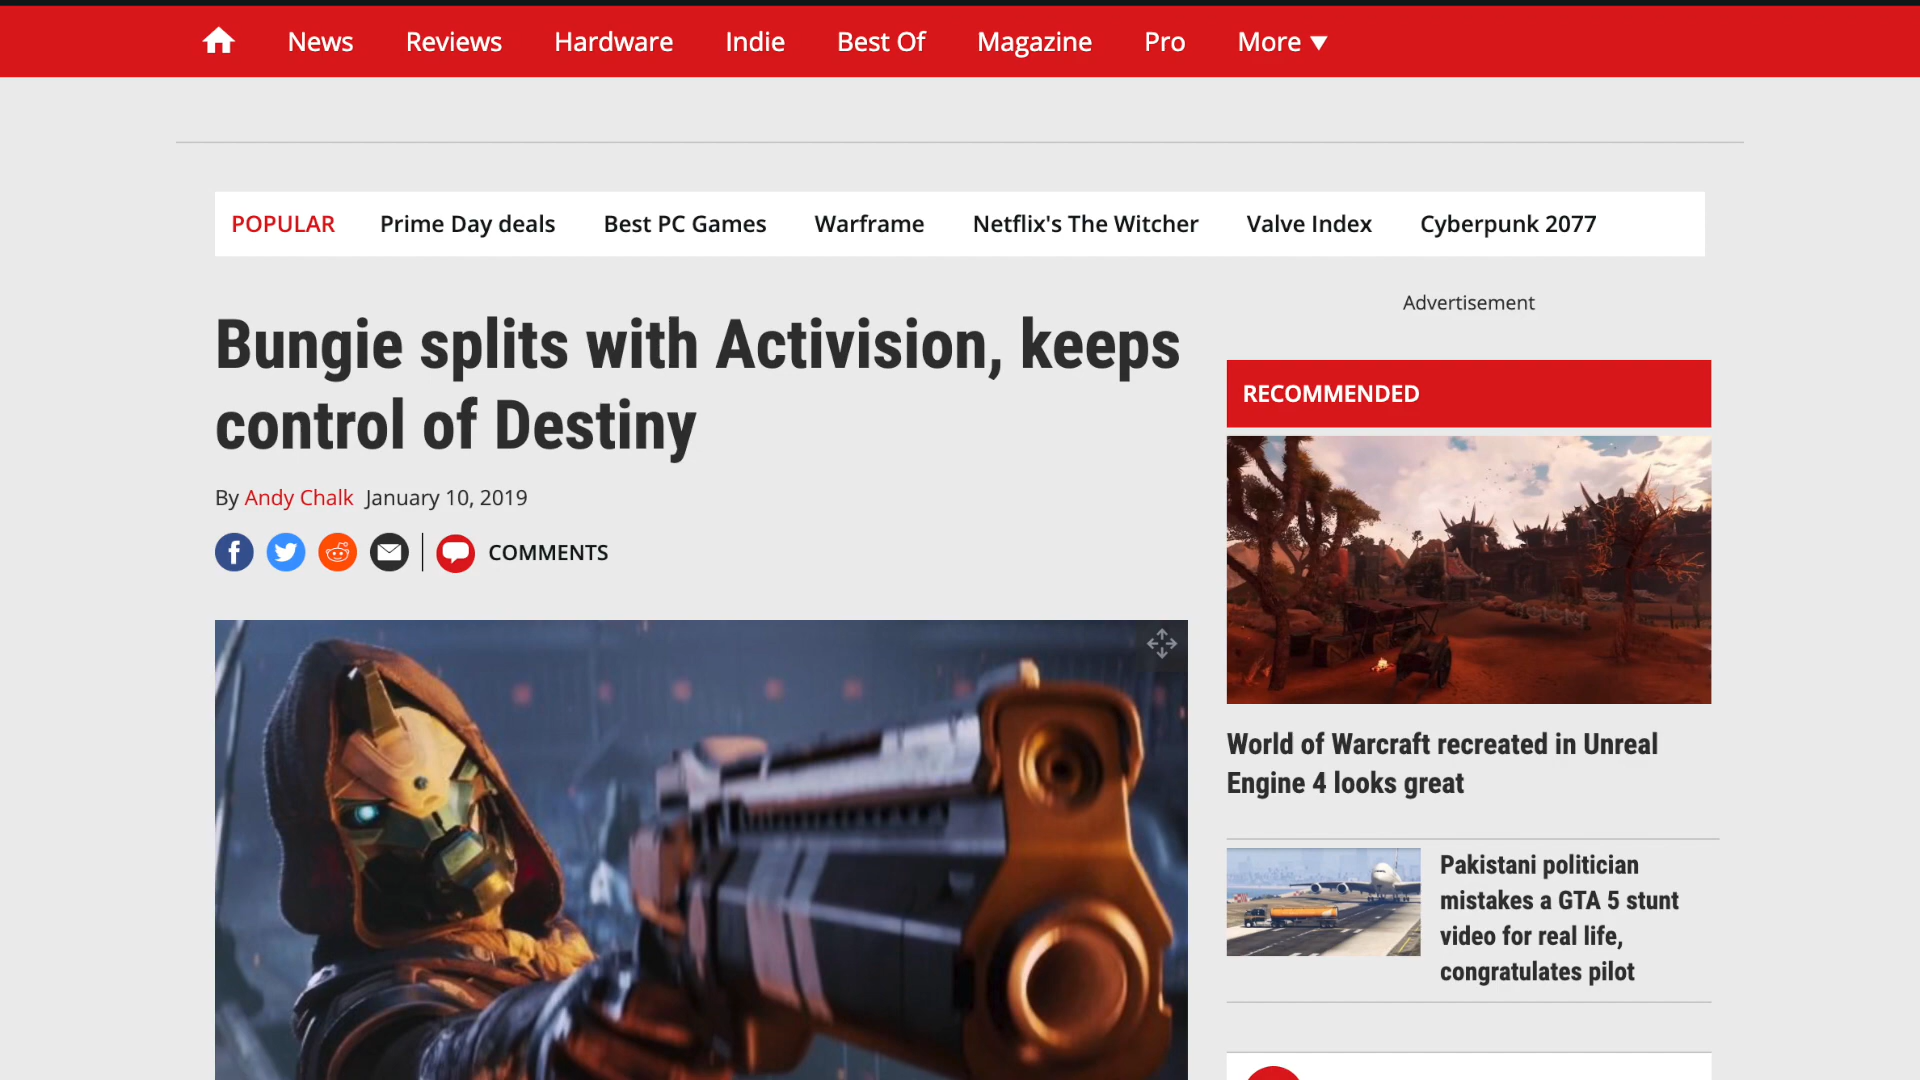 News Reviews Hardware Indie Best Of Magazine Pro More ▼
POPULAR Prime Day deals Best PC Games Warframe Netflix's The Witcher Valve Index Cyberpunk 2077
Bungie splits with Activision, keeps
control of Destiny
By Andy Chalk January 10, 2019
COMMENTS
Advertisement
RECOMMENDED
World of Warcraft recreated in Unreal
Engine 4 looks great
Pakistani politician
mistakes a GTA 5 stunt
video for real life,
congratulates pilot